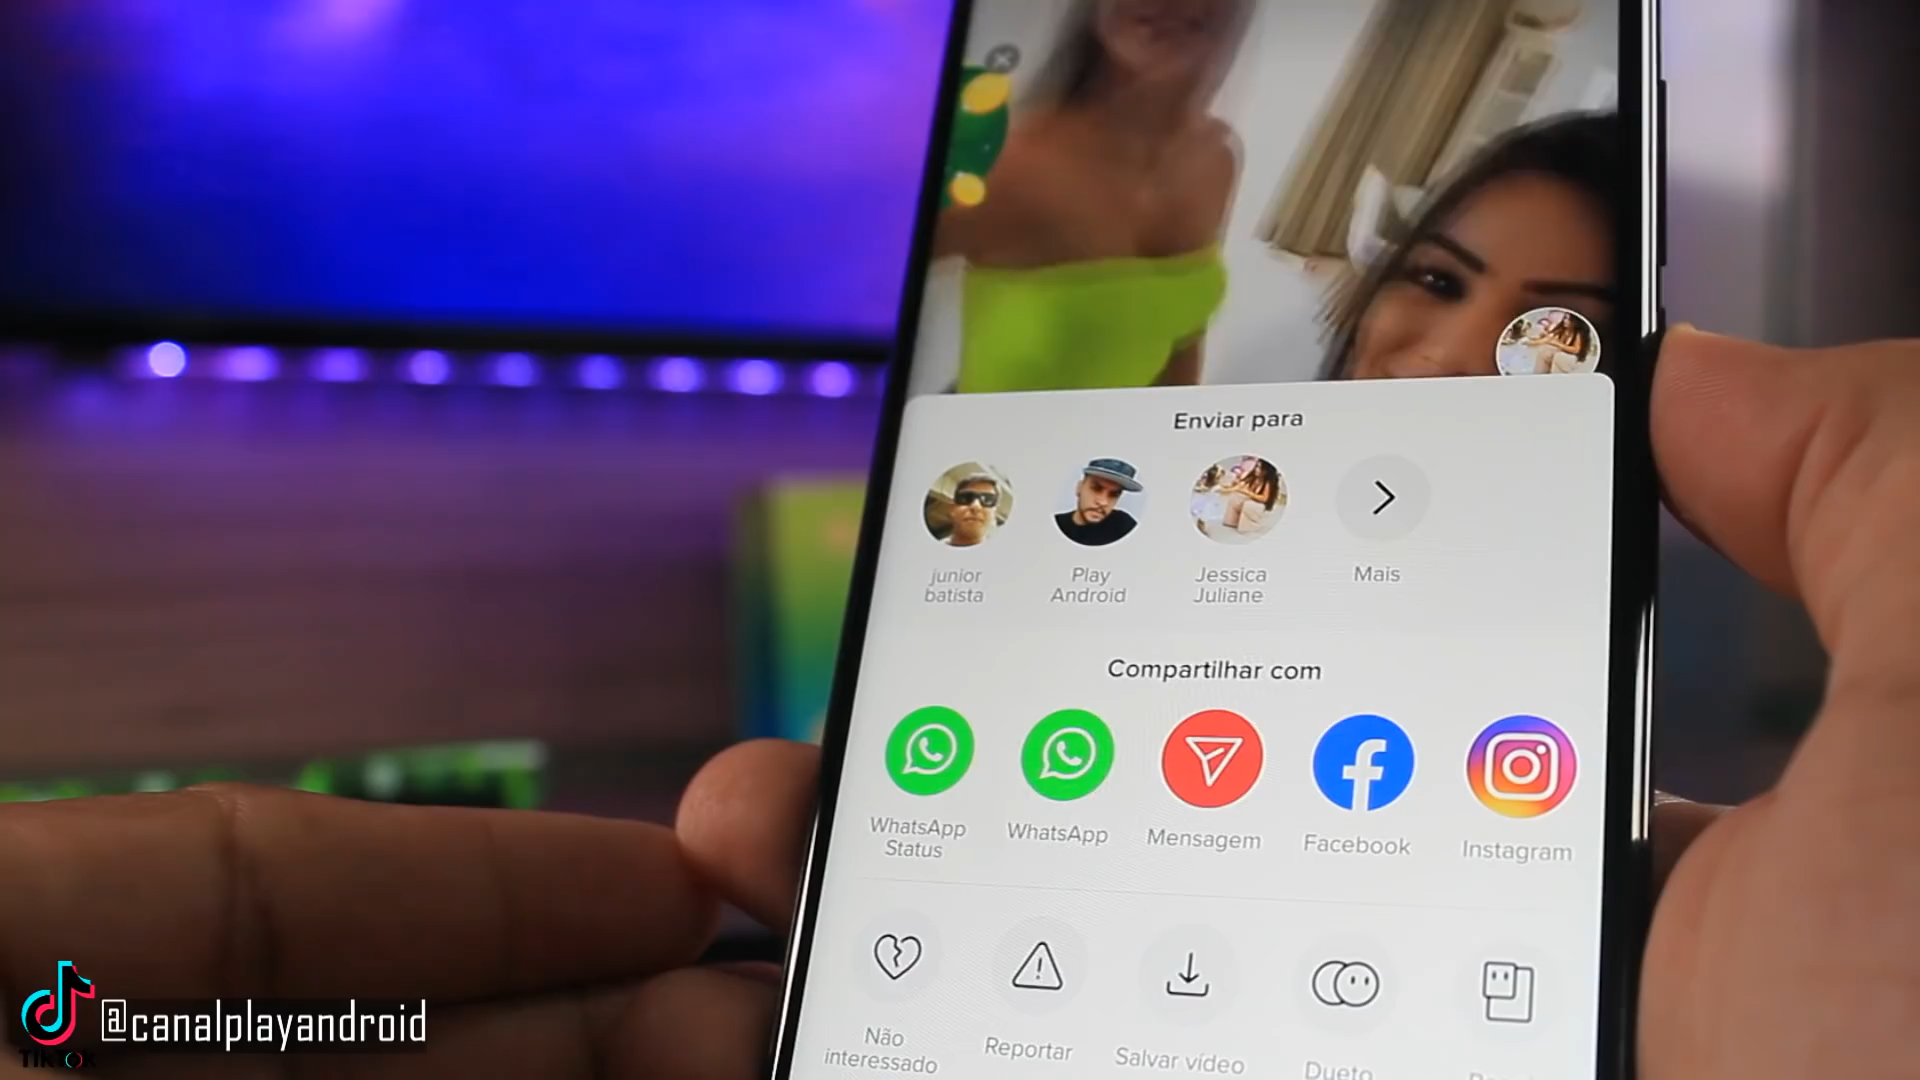 Enviar para
junior
batista
Play
Android
Jessica
Juliane
Mais
Compartilhar com
WhatsApp
Status
WhatsApp
Mensagem
Facebook
Instagram
Não
interessado
Reportar
Salvar vídeo
Dueto
@canalplayandroid
TikTok